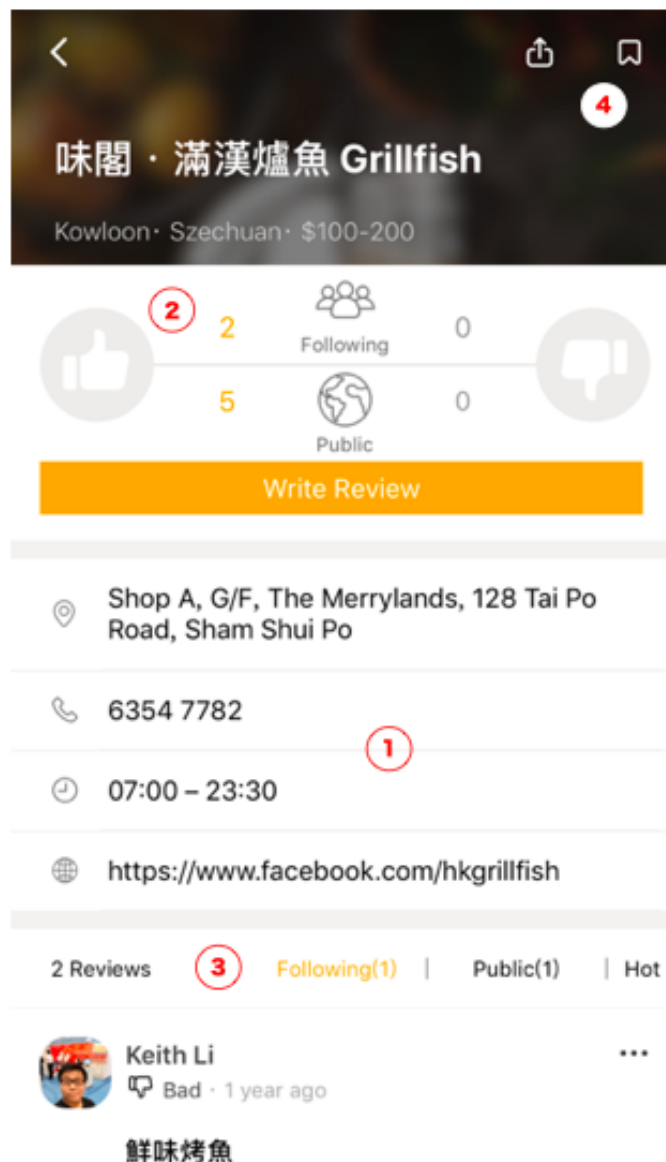 4
味閣 · 滿漢爐魚 Grillfish
Kowloon· Szechuan· $100-200
2
2 Following 0
5 Public 0
Write Review
Shop A, G/F, The Merrylands, 128 Tai Po
Road, Sham Shui Po
6354 7782
1
07:00 – 23:30
https://www.facebook.com/hkgrillfish
2 Reviews 3 Following(1) | Public(1) | Hot
Keith Li
Bad · 1 year ago
鮮味烤魚